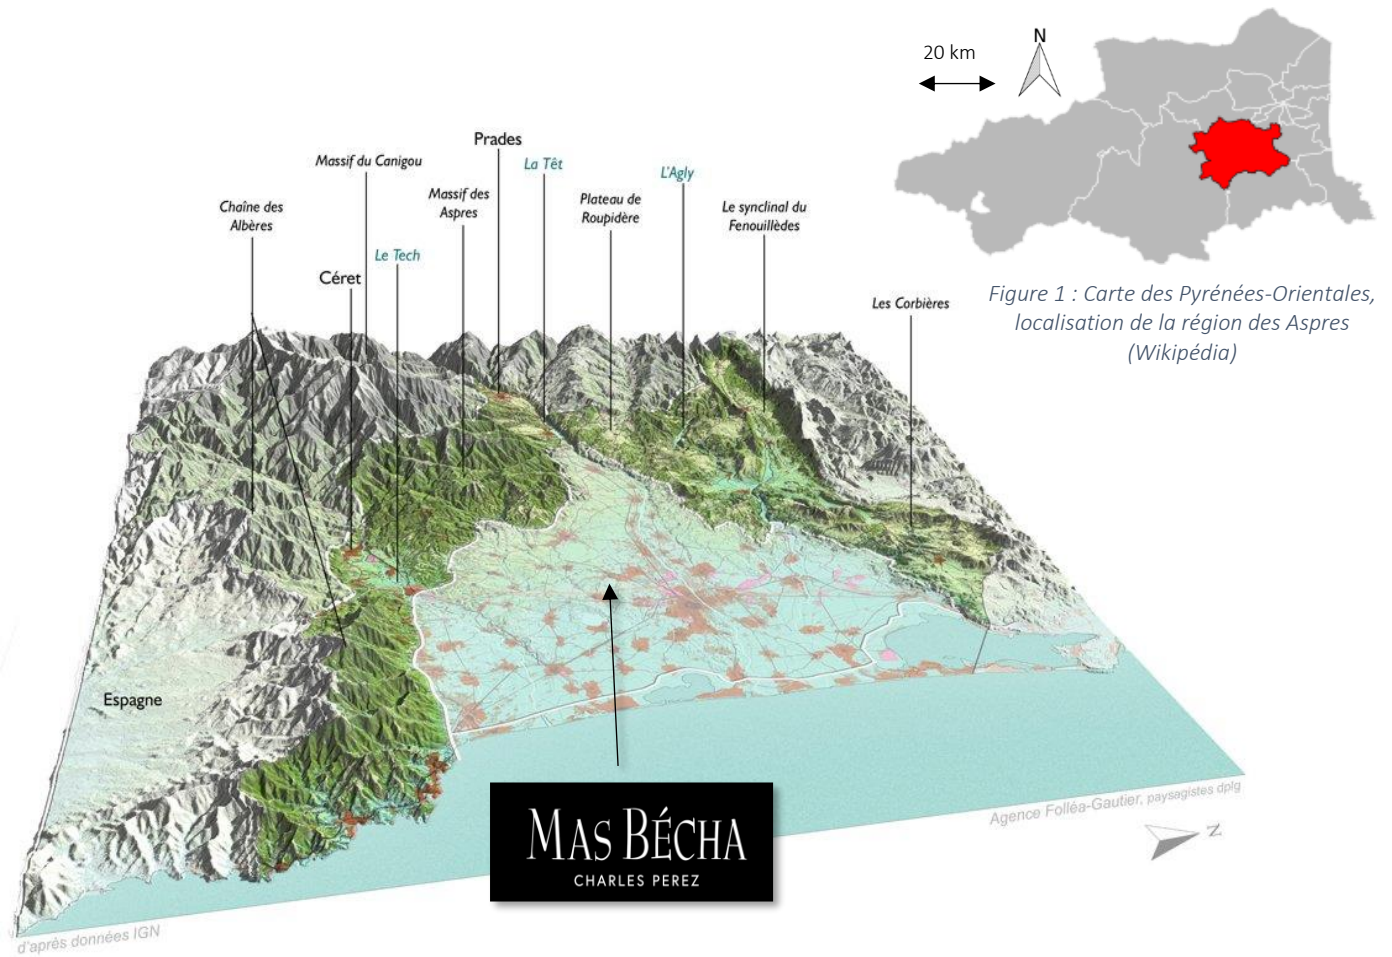 20 km
N
Figure 1 : Carte des Pyrénées-Orientales,
localisation de la région des Aspres
(Wikipédia)
Prades
Massif du Canigou
La Têt
L'Agly
Massif des
Aspres
Plateau de
Roupidère
Chaîne des
Albères
Le synclinal du
Fenouillèdes
Le Tech
Céret
Les Corbières
Espagne
MAS BÉCHA
CHARLES PEREZ
Agence Folléa-Gautier, paysagistes dplg
N
d'après données IGN